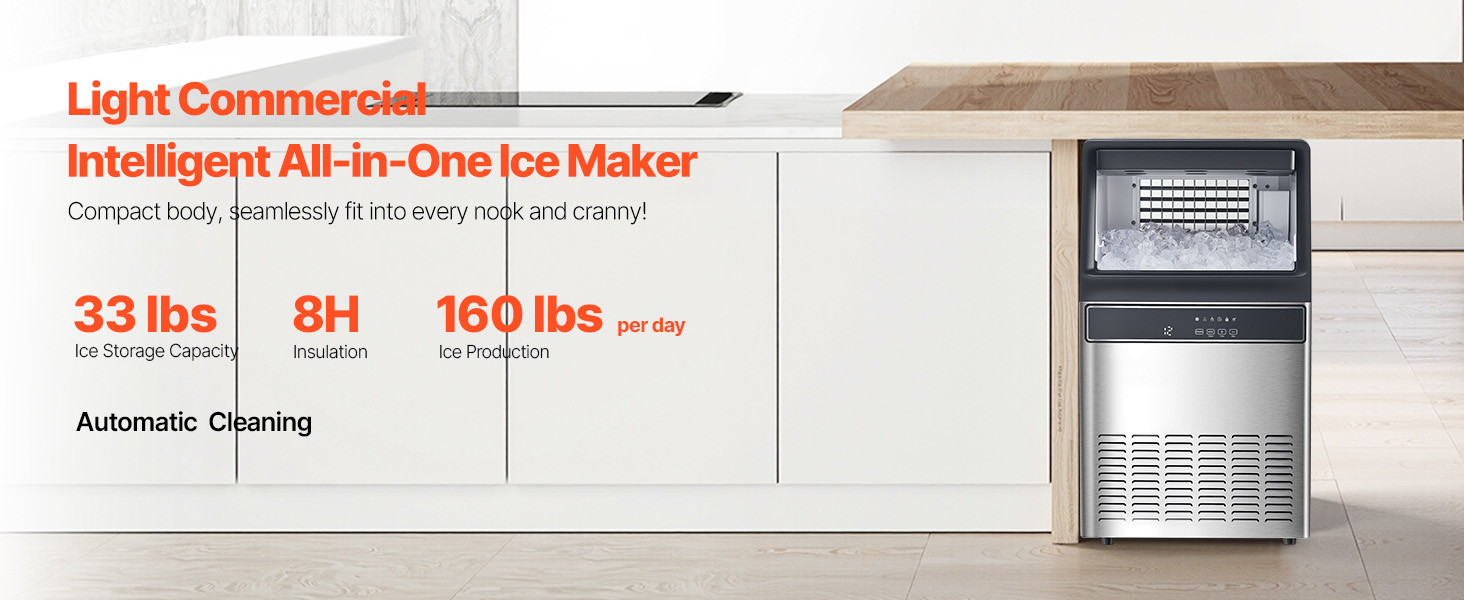 Light Commercial
Intelligent All-in-One Ice Maker
Compact body, seamlessly fit into every nook and cranny!
33 lbs
Ice Storage Capacity
8H
Insulation
160 lbs per day
Ice Production
Automatic Cleaning
12